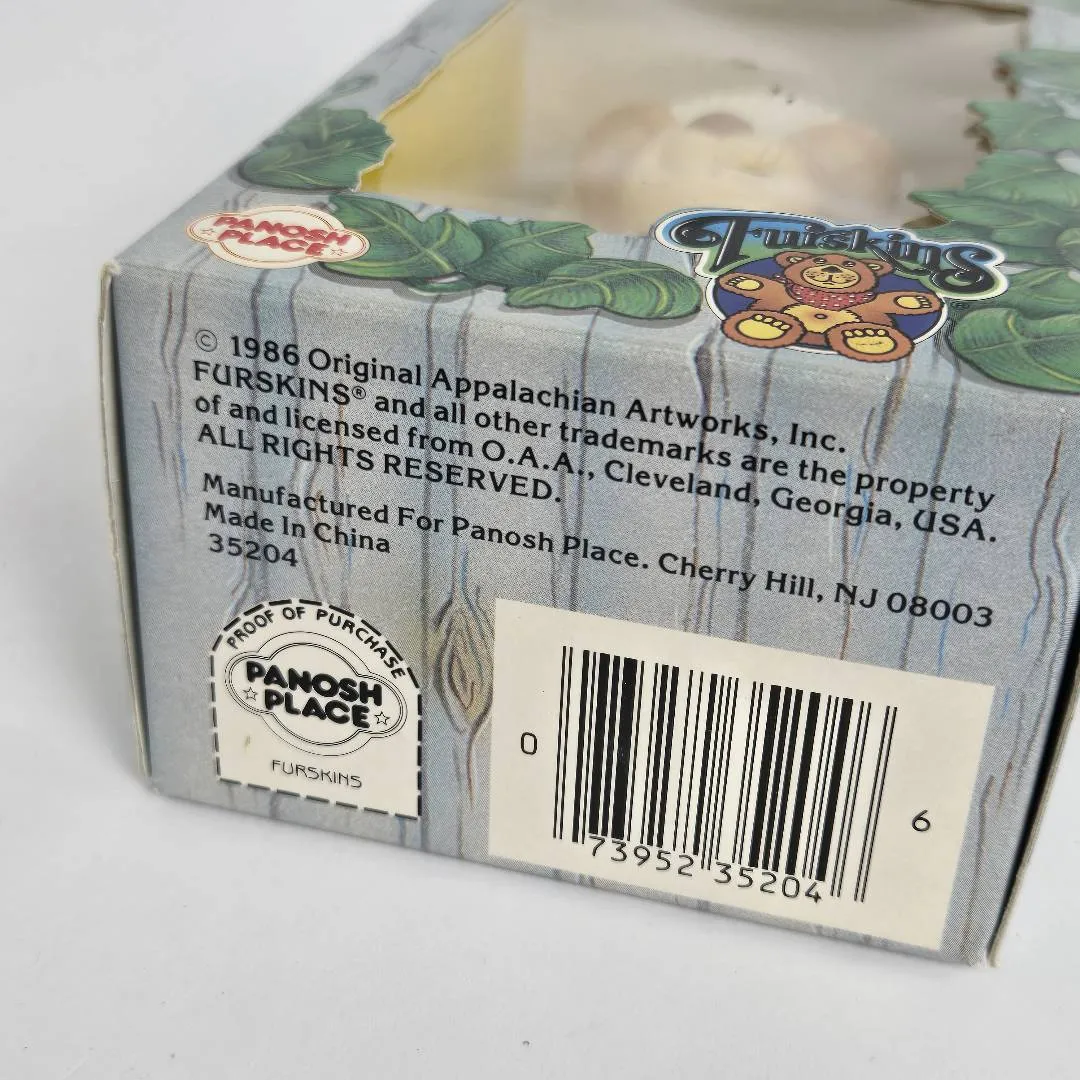 PANOSH
PLACE
Furskins
®
© 1986 Original Appalachian Artworks, Inc.
FURSKINS® and all other trademarks are the property
of and licensed from O.A.A., Cleveland, Georgia, USA.
ALL RIGHTS RESERVED.
Manufactured For Panosh Place. Cherry Hill, NJ 08003
Made In China
35204
PROOF OF PURCHASE
PANOSH
PLACE
FURSKINS
0 73952 35204 6